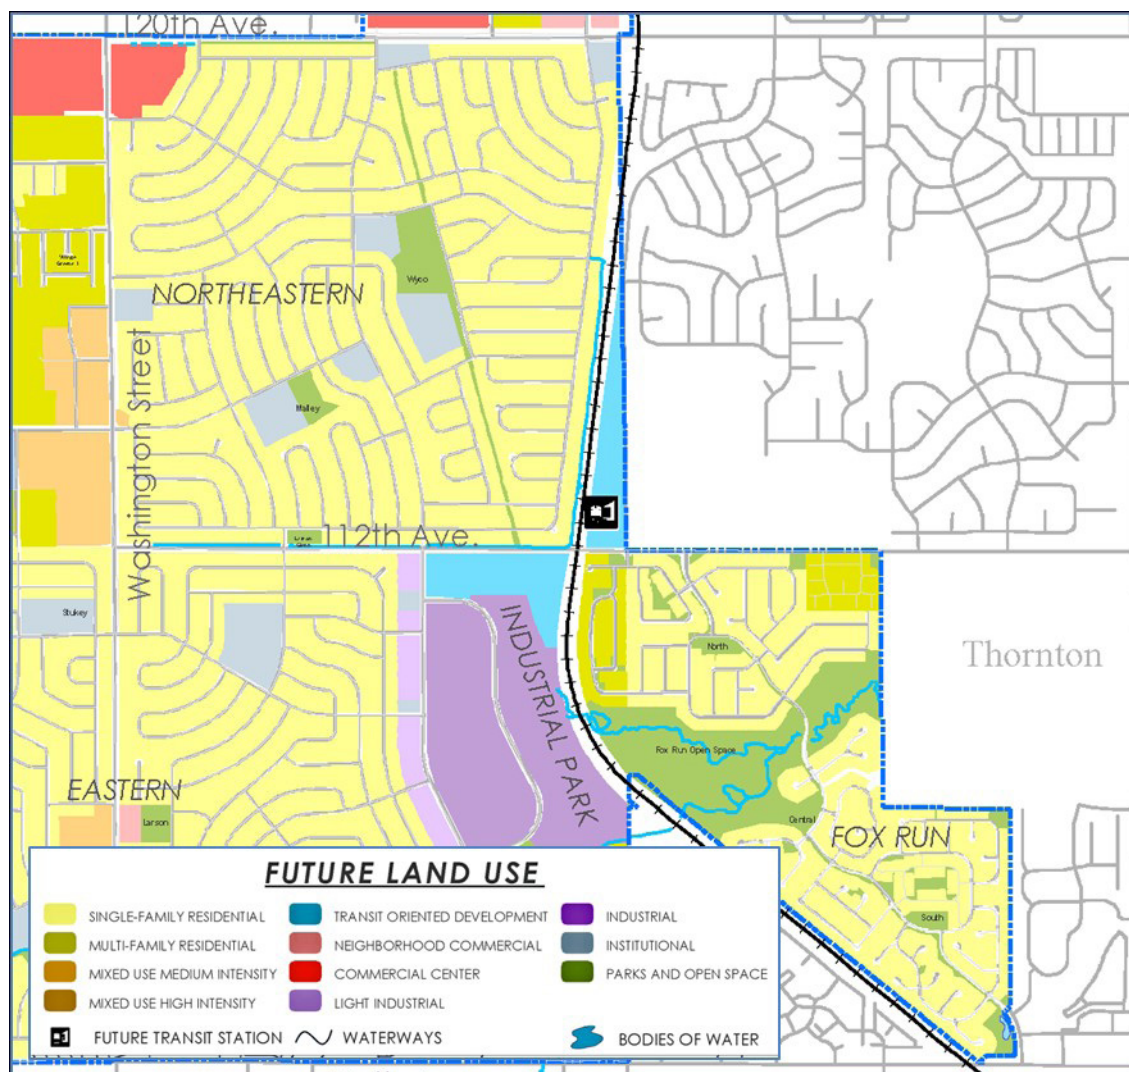 120th Ave.
Wyco
NORTHEASTERN
Washington Street
Malley
112th Ave.
Stukey
INDUSTRIAL PARK
North
Thornton
Fox Run Open Space
EASTERN
Larson
Central
FOX RUN
South
FUTURE LAND USE
SINGLE-FAMILY RESIDENTIAL
TRANSIT ORIENTED DEVELOPMENT
INDUSTRIAL
MULTI-FAMILY RESIDENTIAL
NEIGHBORHOOD COMMERCIAL
INSTITUTIONAL
MIXED USE MEDIUM INTENSITY
COMMERCIAL CENTER
PARKS AND OPEN SPACE
MIXED USE HIGH INTENSITY
LIGHT INDUSTRIAL
FUTURE TRANSIT STATION
WATERWAYS
BODIES OF WATER